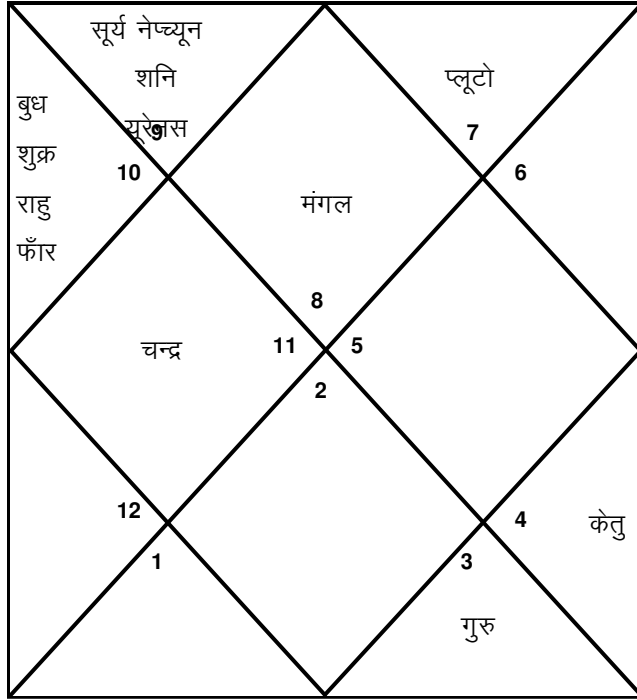 सूर्य नेप्च्यून
शनि
यूरेनस
9
प्लूटो
7
बुध
शुक्र
राहु
फाँर
10
6
मंगल
8
चन्द्र
11
5
2
12
4
केतु
1
3
गुरु